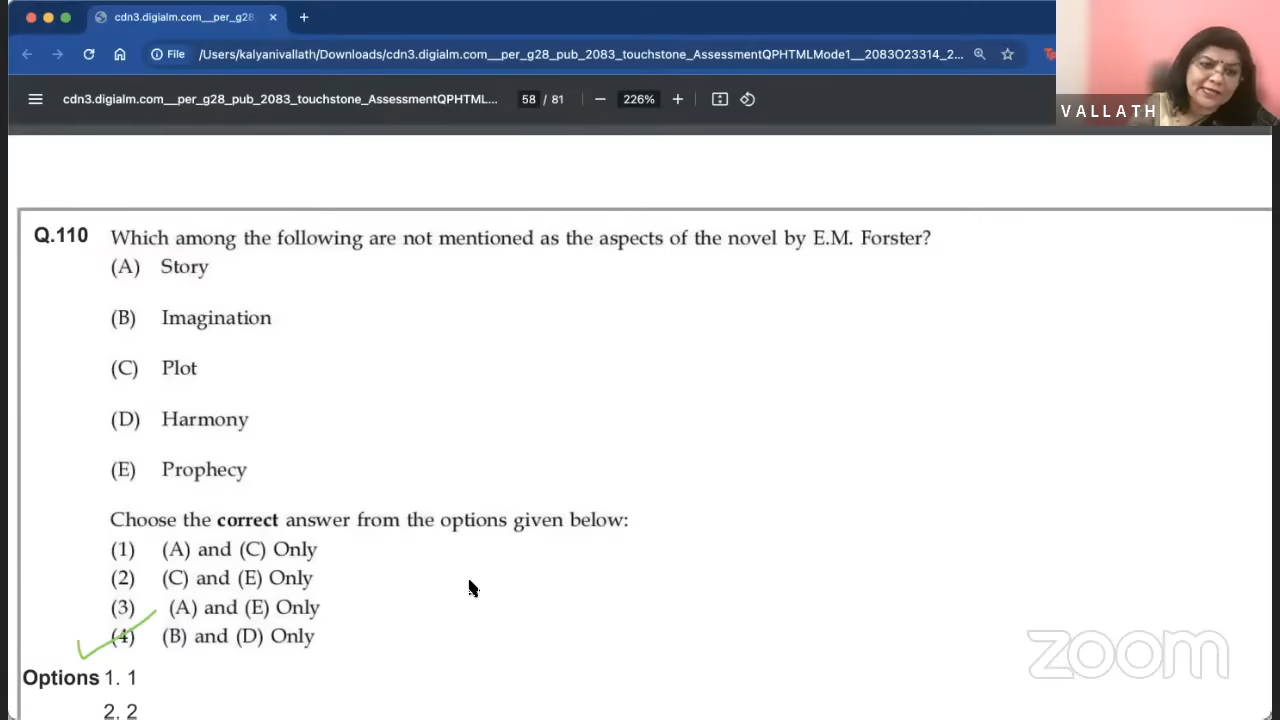 cdn3.digialm.com__per_g28
File
/Users/kalyanivallath/Downloads/cdn3.digialm.com__per_g28_pub_2083_touchstone_AssessmentQPHTMLMode1__2083O23314_2...
cdn3.digialm.com__per_g28_pub_2083_touchstone_AssessmentQPHTML...
58 / 81
226%
VALLATH
Q.110 Which among the following are not mentioned as the aspects of the novel by E.M. Forster?
(A) Story
(B) Imagination
(C) Plot
(D) Harmony
(E) Prophecy
Choose the correct answer from the options given below:
(1) (A) and (C) Only
(2) (C) and (E) Only
(3) (A) and (E) Only
(4) (B) and (D) Only
Options 1. 1
2. 2
zoom